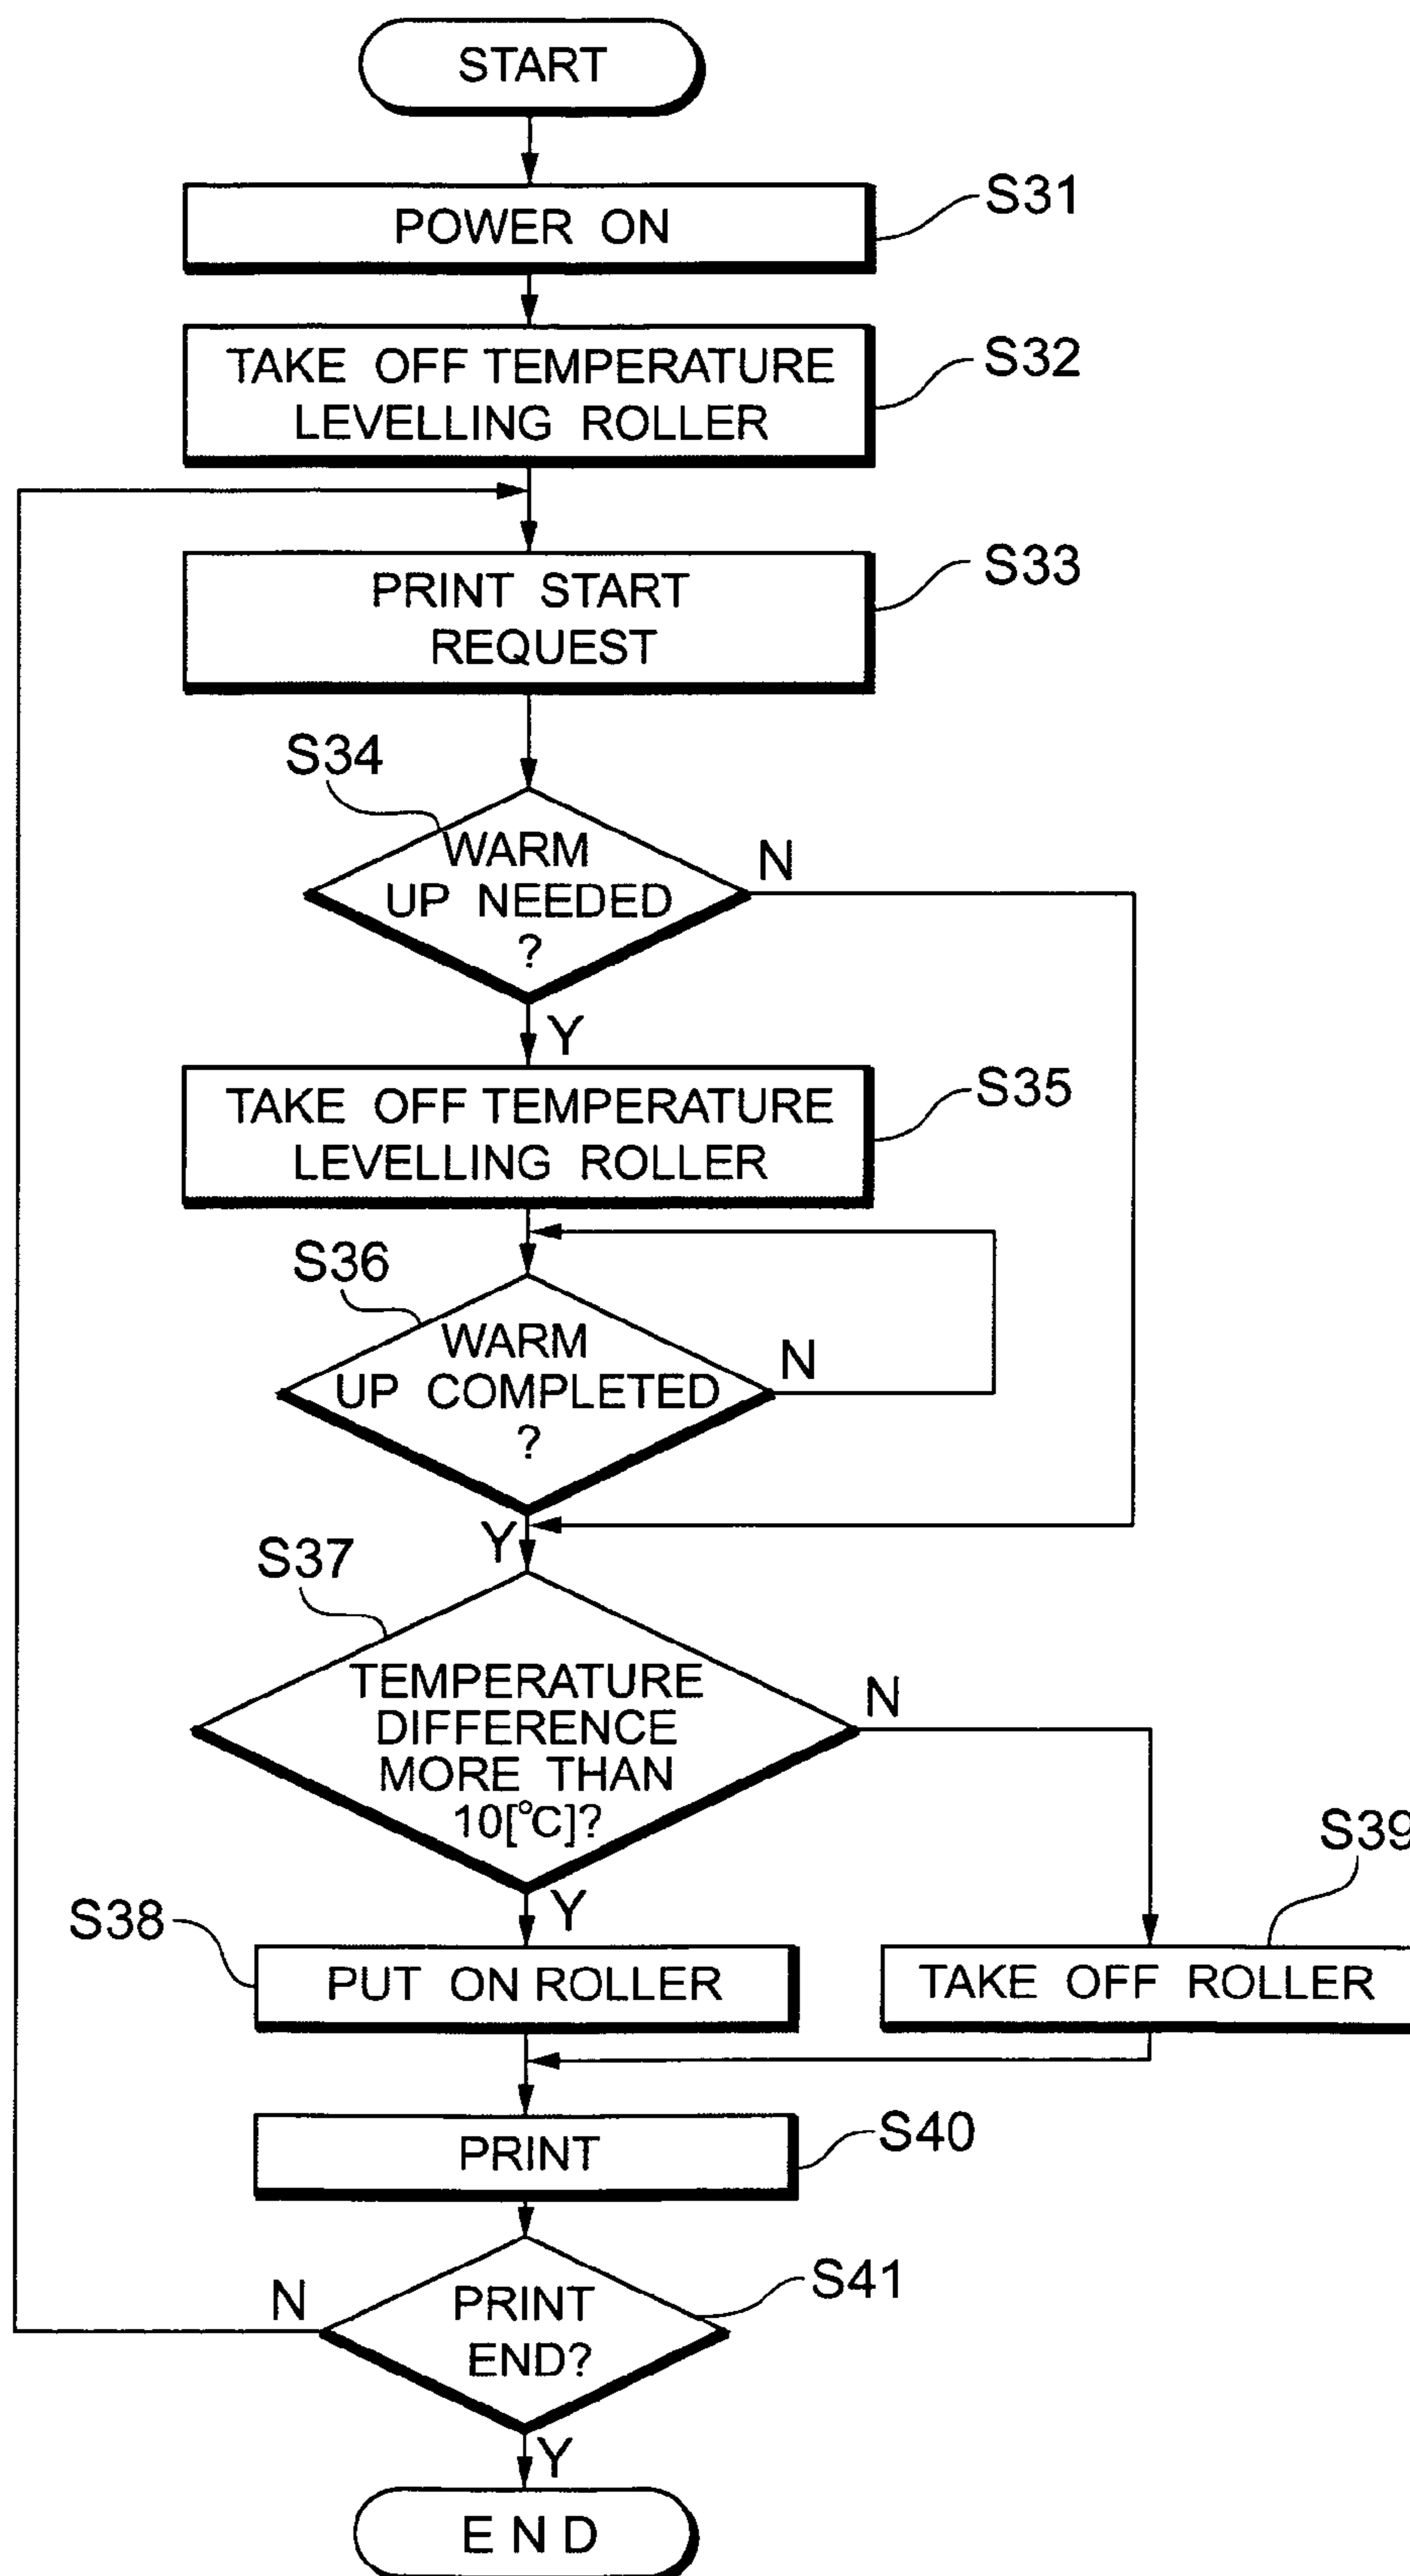 START
POWER ON
S31
TAKE OFF TEMPERATURE
LEVELLING ROLLER
S32
PRINT START
REQUEST
S33
S34
WARM
UP NEEDED
?
N
Y
TAKE OFF TEMPERATURE
LEVELLING ROLLER
S35
S36
WARM
UP COMPLETED
?
N
Y
S37
TEMPERATURE
DIFFERENCE
MORE THAN
10[°C]?
N
Y
S38
PUT ON ROLLER
S39
TAKE OFF ROLLER
PRINT
S40
PRINT
END?
S41
N
Y
END